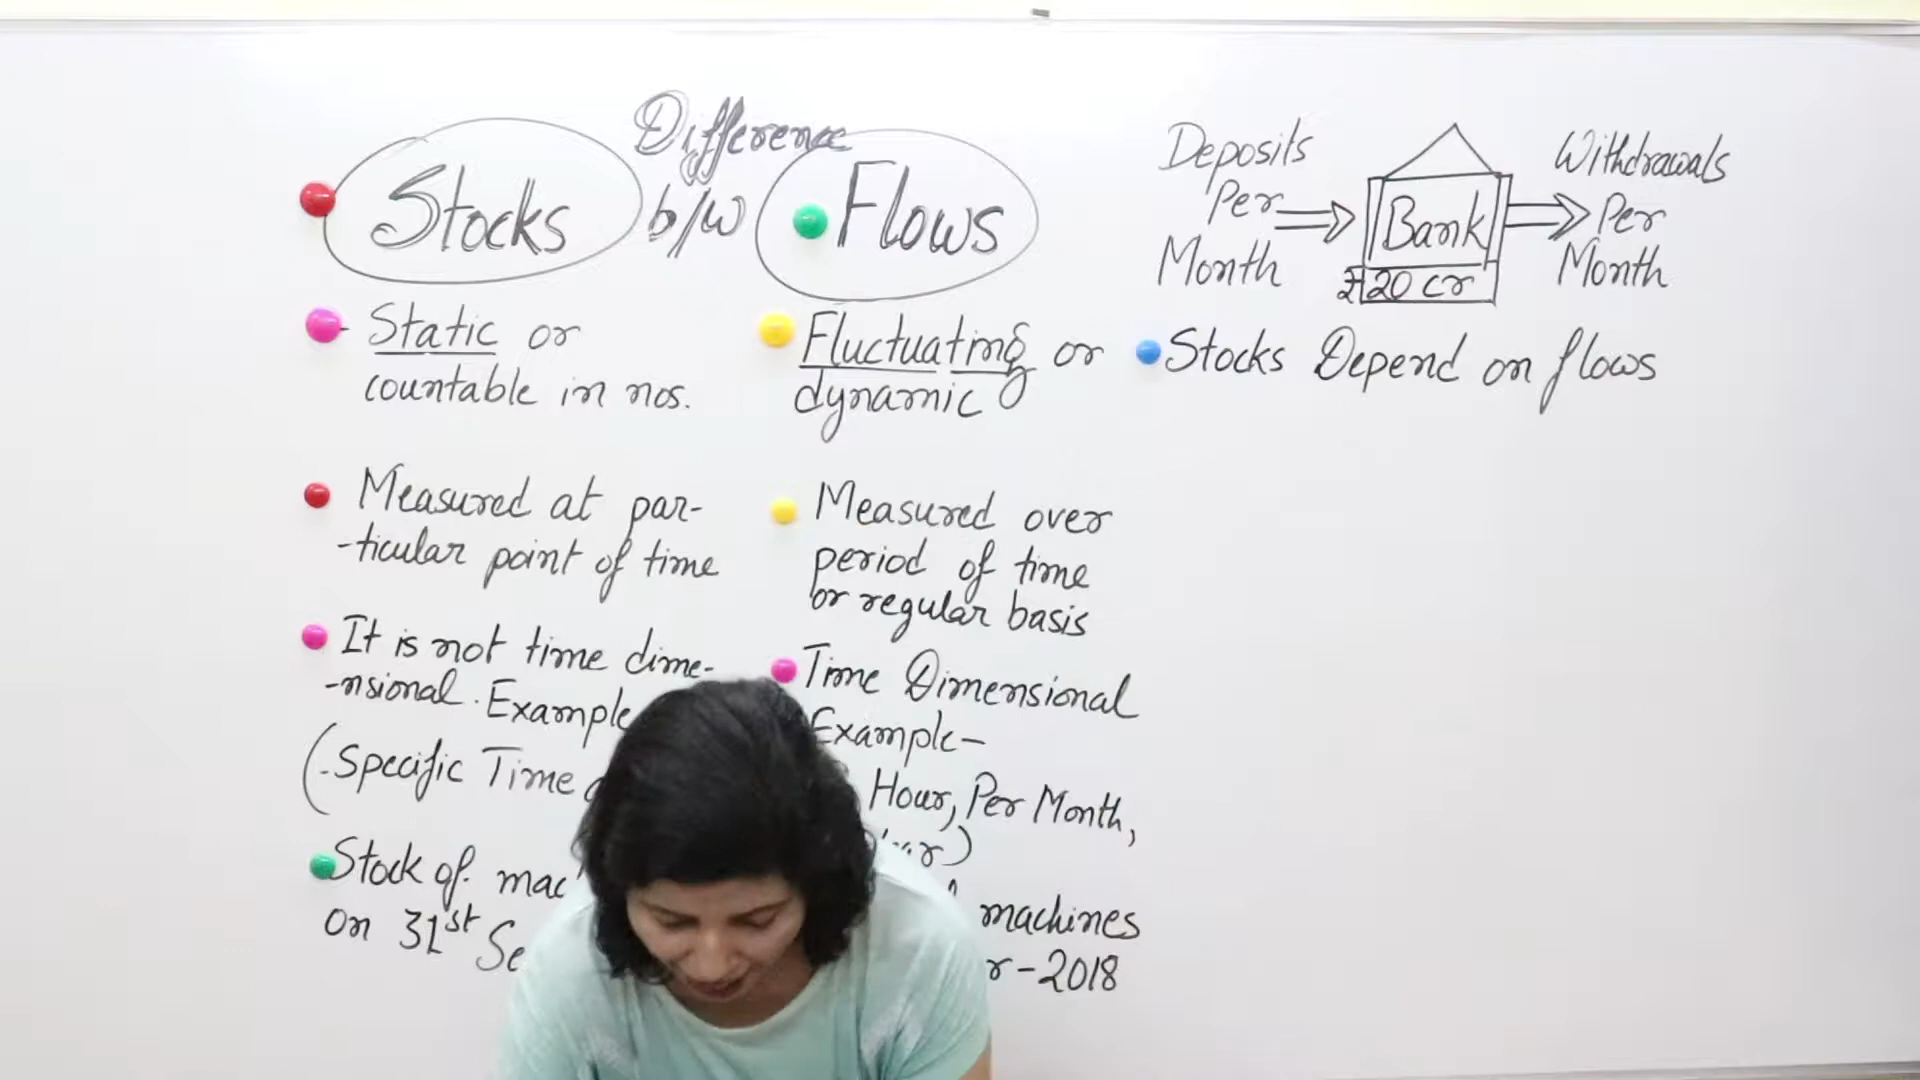 Difference
b/w
Stocks
Static or
countable in nos.
Measured at par-
-ticular point of time
It is not time dime-
-nsional. Example
(-Specific Time
Stock of
on 31st
Flows
Fluctuating or
dynamic
Measured over
period of time
or regular basis
Time Dimensional
Example-
Hour, Per Month,
machines
-2018
Deposits
Per
Month
Bank
₹20 cr
Withdrawals
Per
Month
Stocks Depend on flows